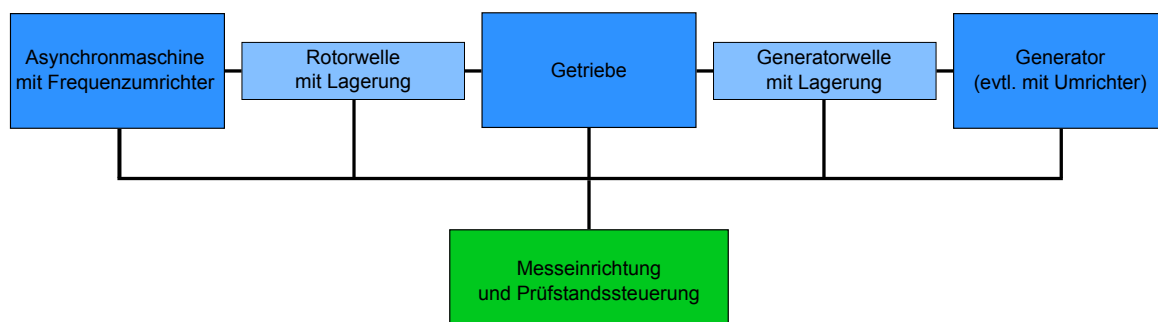 Asynchronmaschine
mit Frequenzumrichter
Rotorwelle
mit Lagerung
Getriebe
Generatorwelle
mit Lagerung
Generator
(evtl. mit Umrichter)
Messeinrichtung
und Prüfstandssteuerung